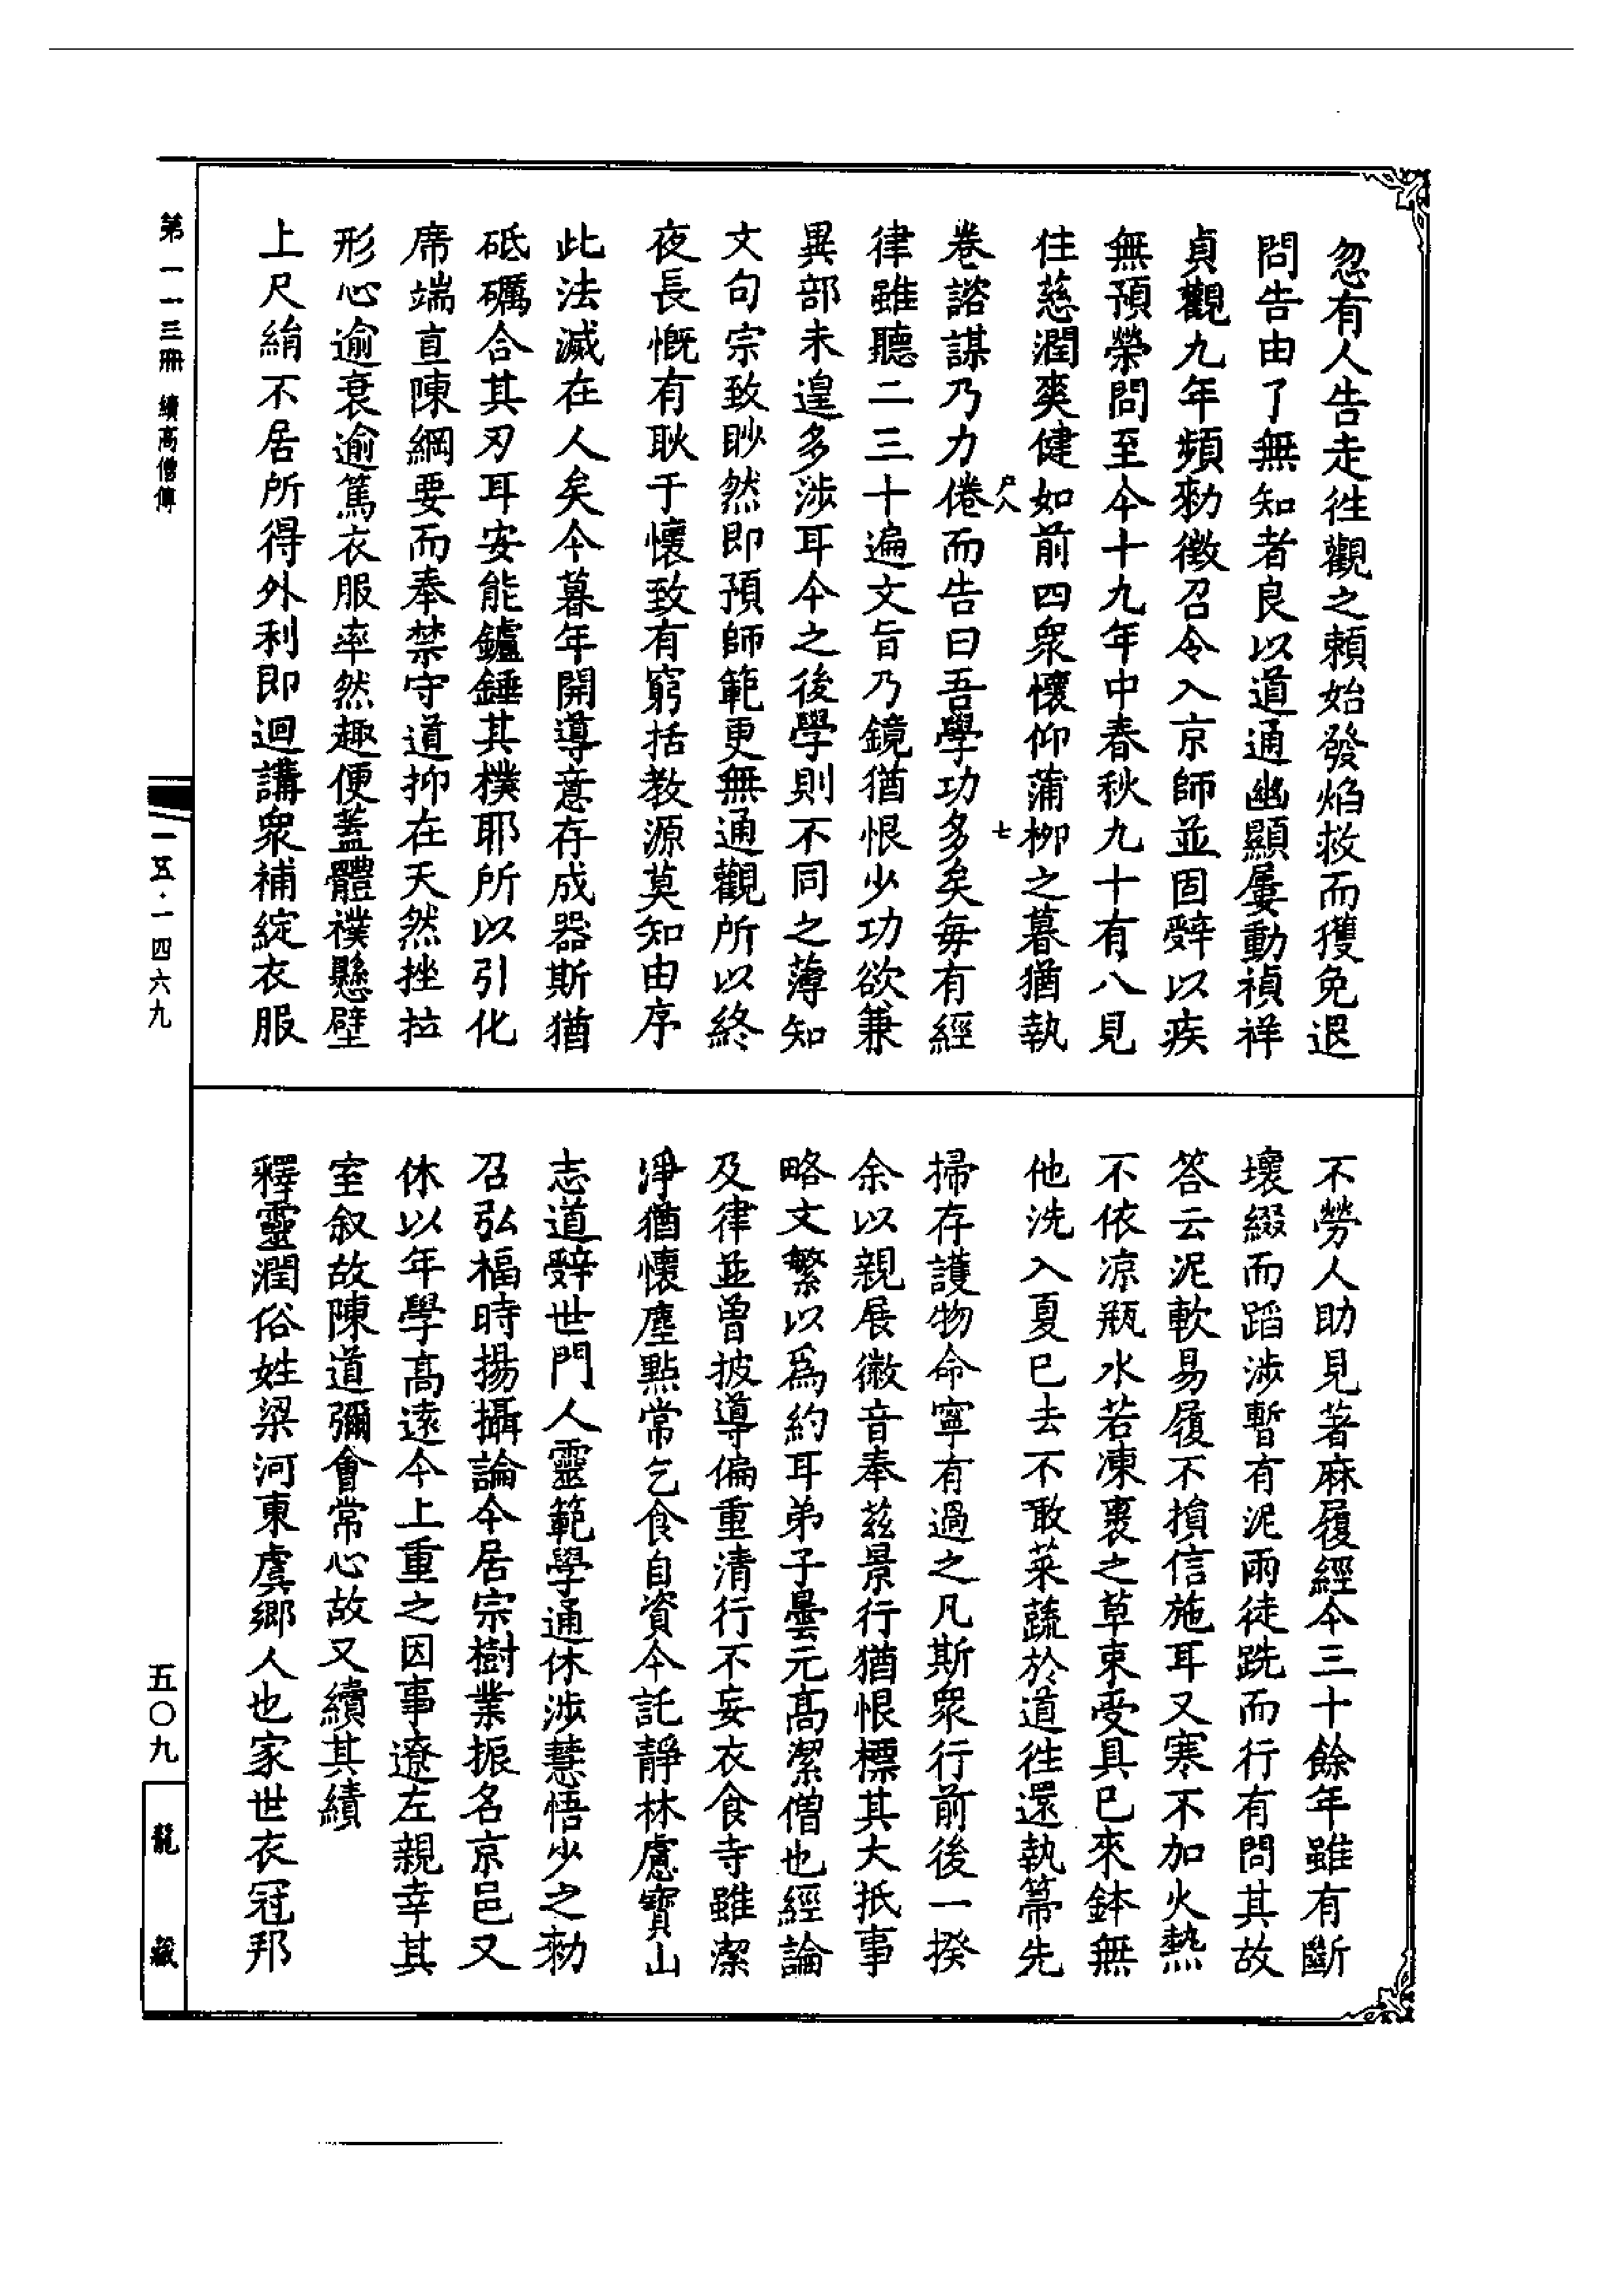 忽有人告走徃觀之賴始發焰救而獲免退
問告由了無知者良以道通幽顯屢動禎祥
貞觀九年頻勑徵召令入京師並固辤以疾
無預榮問至今十九年中春秋九十有八見
住慈潤爽健如前四衆懷仰蒲栁之暮猶執
卷諮謀乃力倦而告曰吾學功多矣每有經
律雖聽二三十遍文旨乃鏡猶恨少功欲兼
異部未遑多涉耳今之後學則不同之薄知
文句宗致眇然即預師範更無通觀所以終
夜長慨有耿于懷致有窮括教源莫知由序
此法滅在人矣今暮年開導意存成器斯猶
砥礪合其刃耳安能鑪錘其樸耶所以引化
席端直陳綱要而奉禁守道抑在天然挫拉
形心逾衰逾篤衣服率然趣便蓋體襆懸壁
上尺絹不居所得外利即迴講衆補綻衣服
不勞人助見著麻履經今三十餘年雖有斷
壞綴而蹈涉暫有泥雨徒跣而行有問其故
答云泥軟易履不損信施耳又寒不加火熱
不依凉瓶水若凍裹之草束受具已來鉢無
他洗入夏已去不敢菜蔬於道徃還執箒先
掃存護物命寧有過之凡斯衆行前後一揆
余以親展徽音奉茲景行猶恨標其大抵事
略文繁以爲約耳弟子曇元高潔僧也經論
及律並曽披導偏重清行不妄衣食寺雖潔
淨猶懷塵點常乞食自資今託靜林慮寶山
志道辤世門人靈範學通休涉慧悟少之勑
召弘福時揚攝論今居宗樹業振名京邑又
休以年學高遠今上重之因事遼左親幸其
室叙故陳道彌會常心故又續其績
釋靈潤俗姓梁河東虞鄉人也家世衣冠邦
户人
七
第一一三冊
續高僧傳
一五·一四六九
五〇九
龍藏